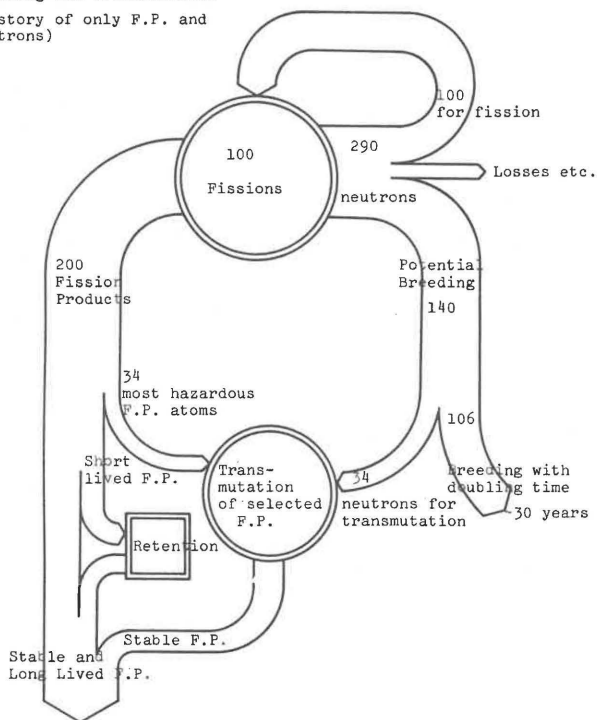 story of only F.P. and
trons)
100
for fission
100
Fissions
290
neutrons
Losses etc.
200
Fission
Products
Potential
Breeding
140
34
most hazardous
F.P. atoms
106
Short
lived F.P.
Trans-
mutation
of selected
F.P.
34
neutrons for
transmutation
Breeding with
doubling time
~30 years
Retention
Stable F.P.
Stable and
Long Lived F.P.